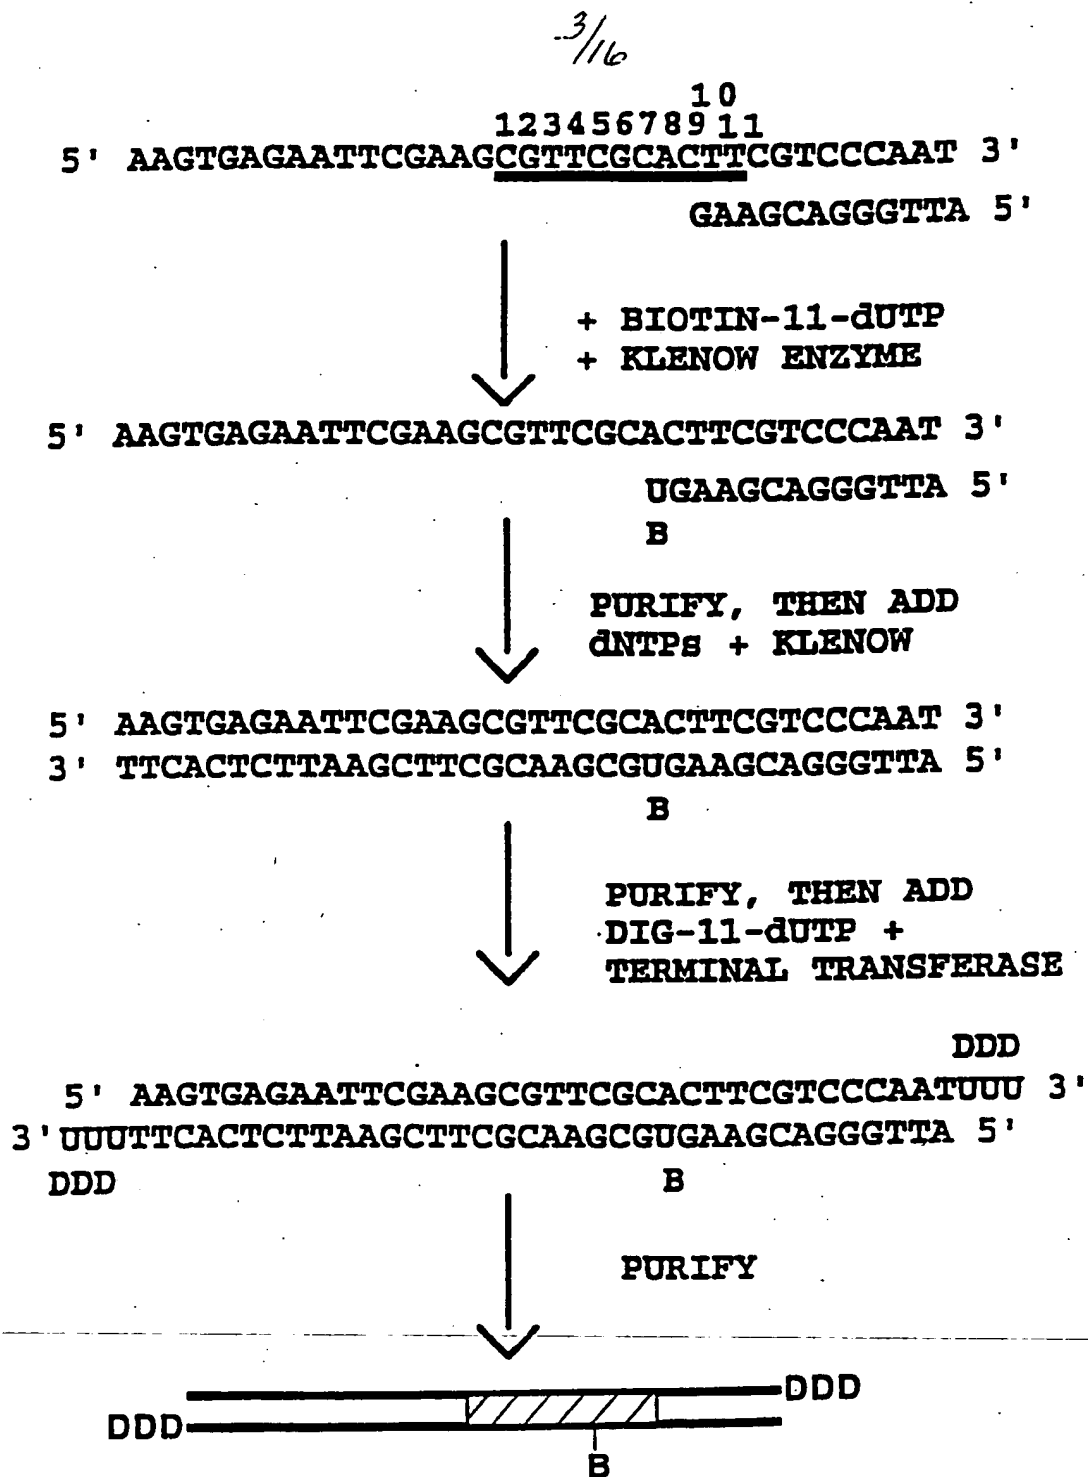 3/16
10
123456789 11
5' AAGTGAGAATTCGAAGCGTTCGCACTTCGTCCCAAT 3'
GAAGCAGGGTTA 5'
+ BIOTIN-11-dUTP
+ KLENOW ENZYME
5' AAGTGAGAATTCGAAGCGTTCGCACTTCGTCCCAAT 3'
UGAAGCAGGGTTA 5'
B
PURIFY, THEN ADD
dNTPs + KLENOW
5' AAGTGAGAATTCGAAGCGTTCGCACTTCGTCCCAAT 3'
3' TTCACTCTTAAGCTTCGCAAGCGUGAAGCAGGGTTA 5'
B
PURIFY, THEN ADD
DIG-11-dUTP +
TERMINAL TRANSFERASE
DDD
5' AAGTGAGAATTCGAAGCGTTCGCACTTCGTCCCAATUUU 3'
3'UUUTTCACTCTTAAGCTTCGCAAGCGUGAAGCAGGGTTA 5'
DDD B
PURIFY
DDD
DDD
B